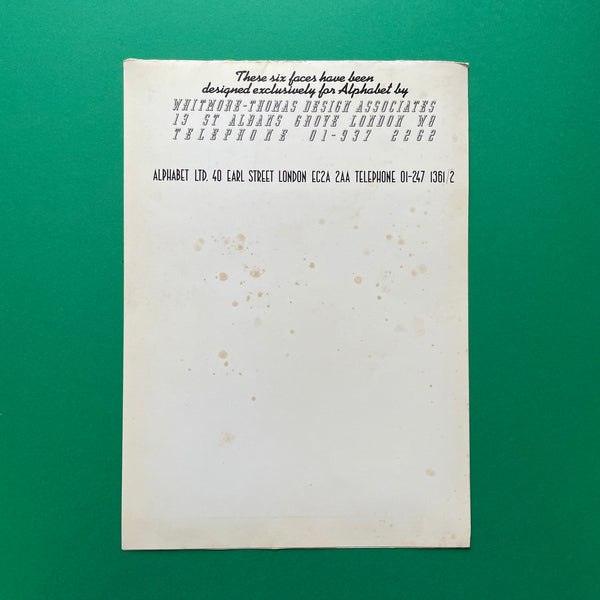 These six faces have been
designed exclusively for Alphabet by
WHITMORE-THOMAS DESIGN ASSOCIATES
13 ST ALBANS GROVE LONDON W0
TELEPHONE 01-937 2262
ALPHABET LTD. 40 EARL STREET LONDON EC2A 2AA TELEPHONE 01-247 1361/2